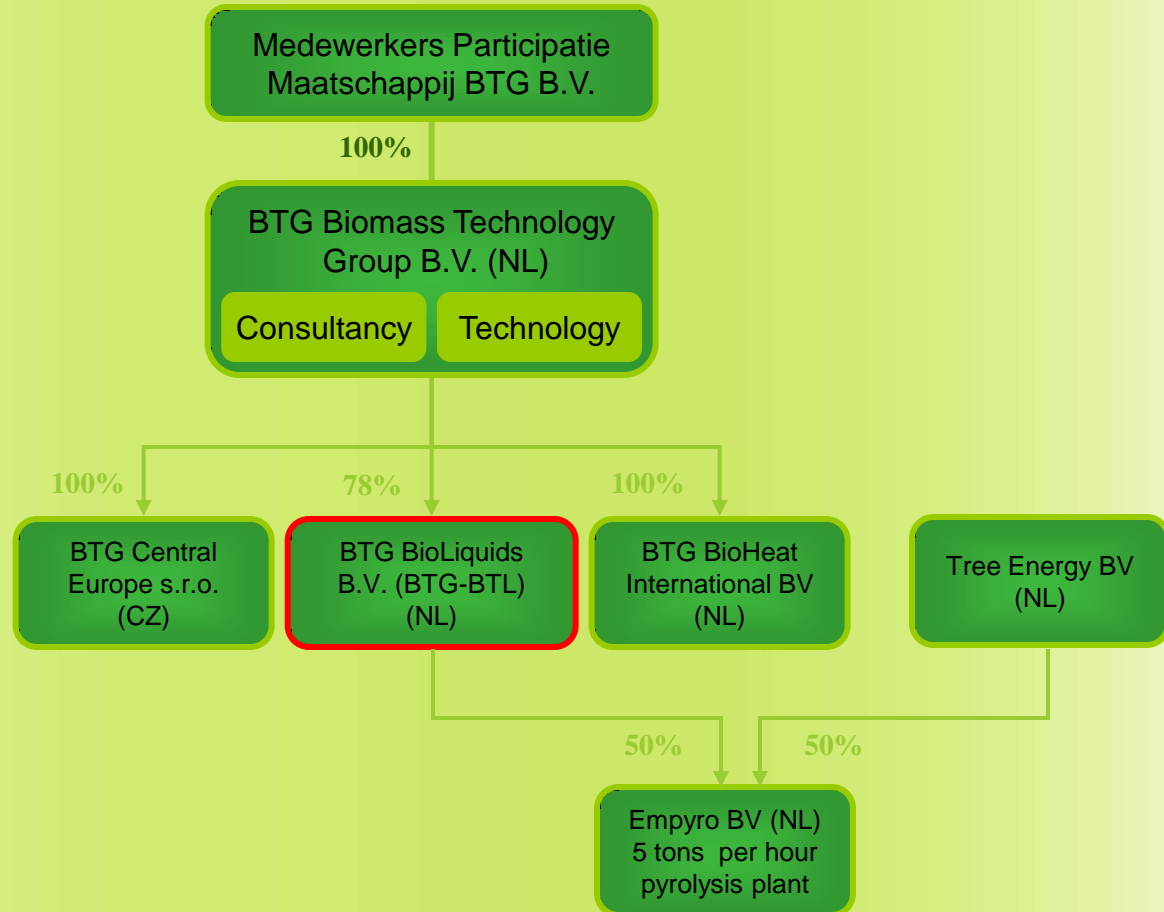 Medewerkers Participatie
Maatschappij BTG B.V.
100%
BTG Biomass Technology
Group B.V. (NL)
Consultancy
Technology
100%
78%
100%
BTG Central
Europe s.r.o.
(CZ)
BTG BioLiquids
B.V. (BTG-BTL)
(NL)
BTG BioHeat
International BV
(NL)
Tree Energy BV
(NL)
50%
50%
Empyro BV (NL)
5 tons per hour
pyrolysis plant